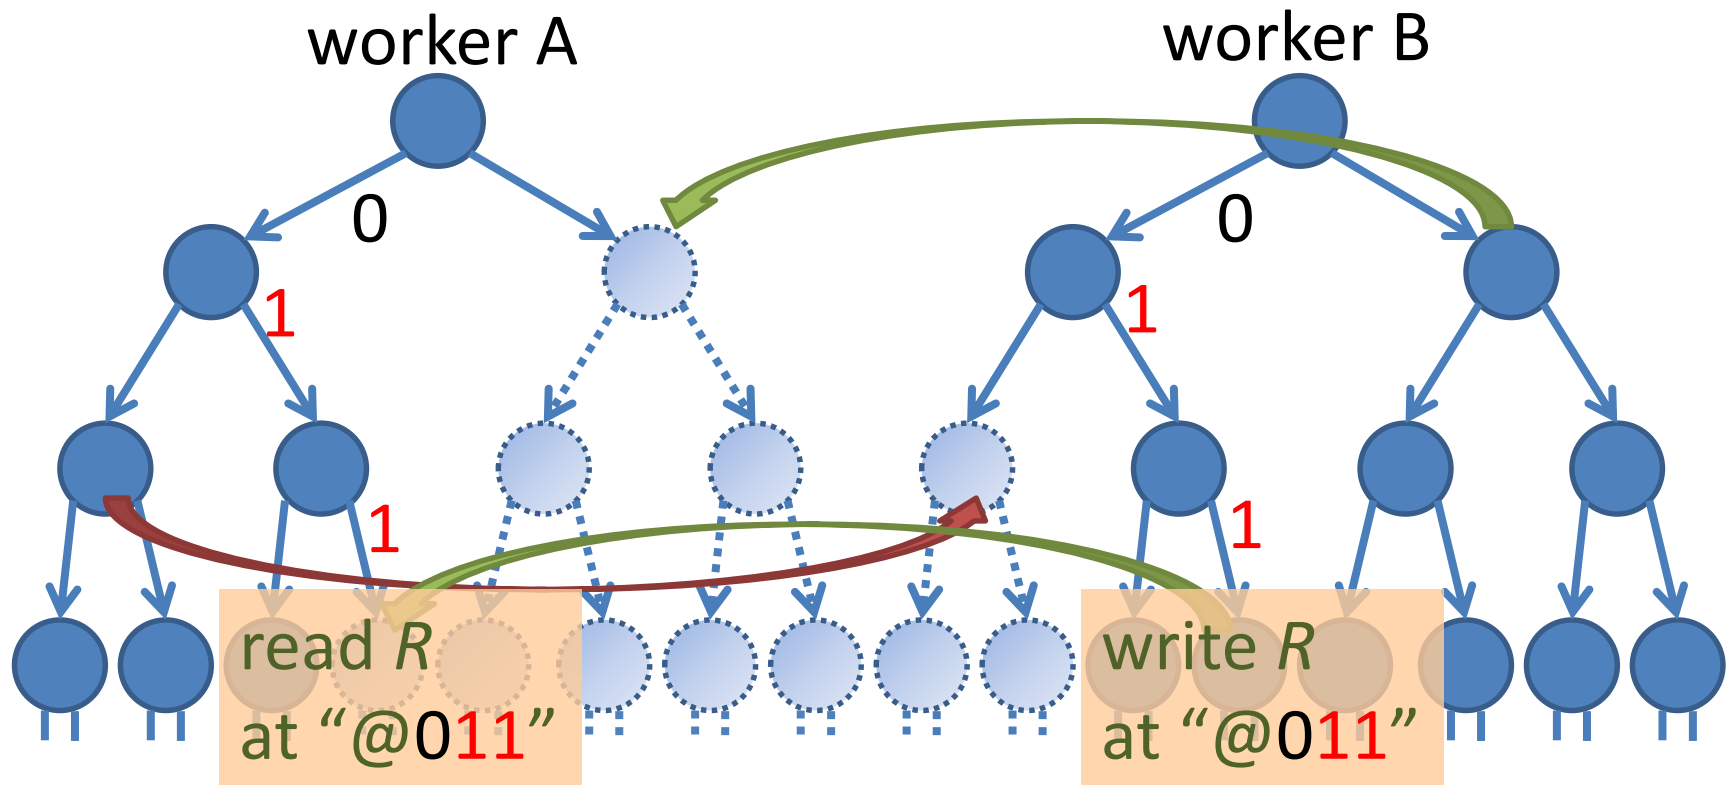 worker A
worker B
0
0
1
1
1
1
read R
at “@011”
write R
at “@011”